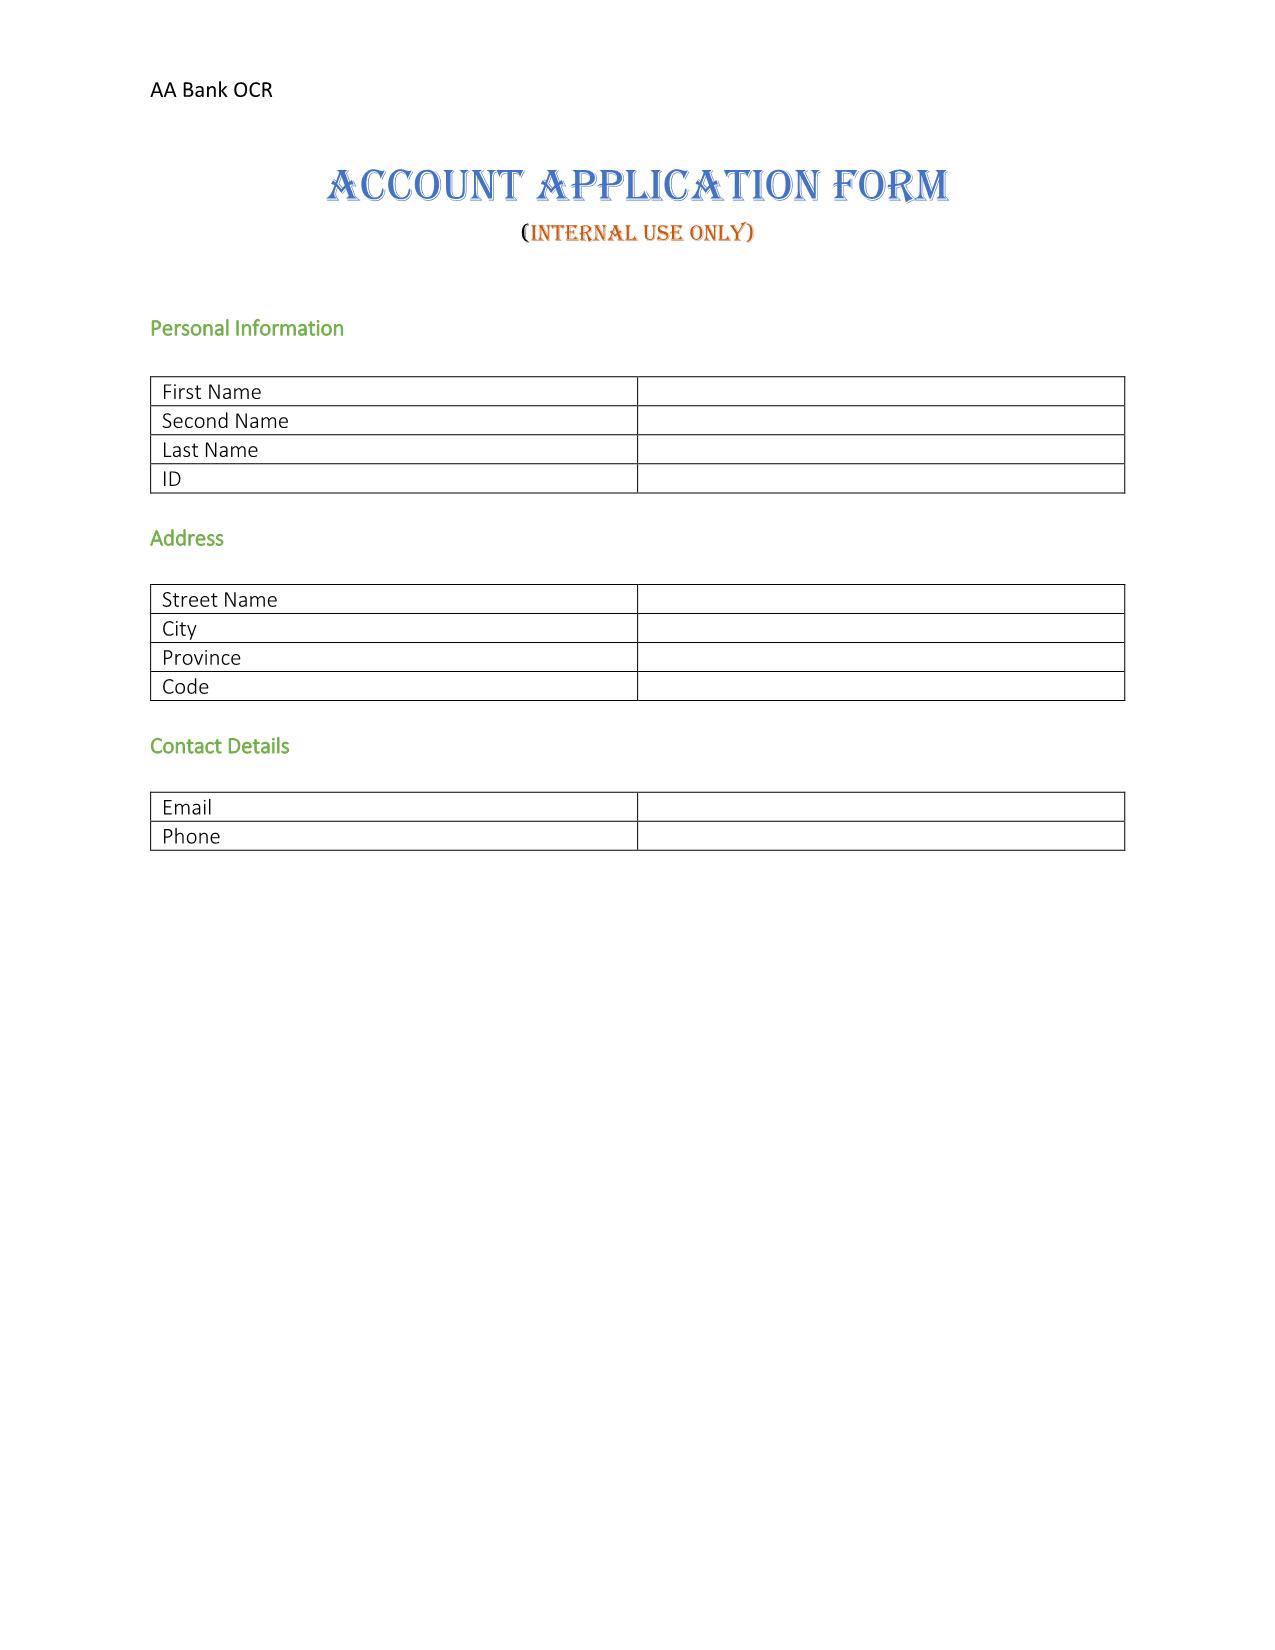 AA Bank OCR
ACCOUNT APPLICATION FORM
(INTERNAL USE ONLY)
Personal Information
First Name
Second Name
Last Name
ID
Address
Street Name
City
Province
Code
Contact Details
Email
Phone